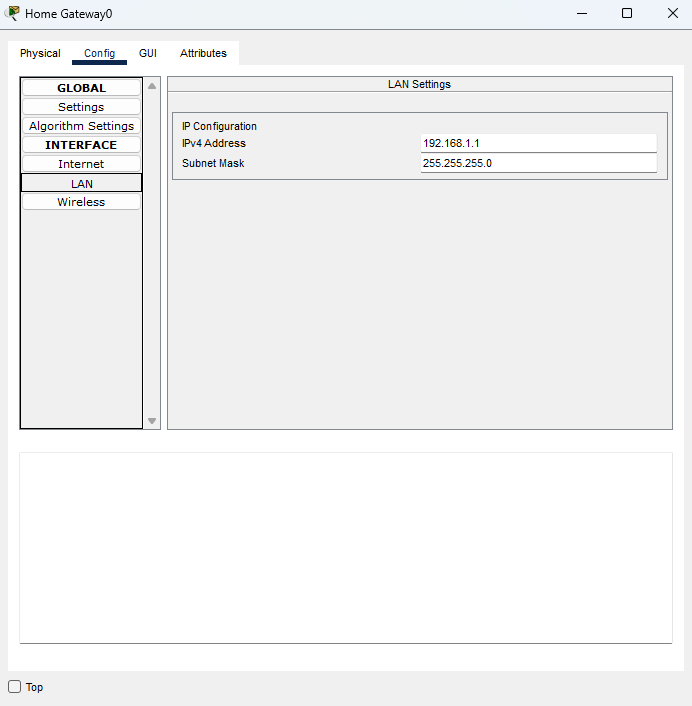 Home Gateway0
Physical Config GUI Attributes
GLOBAL
Settings
Algorithm Settings
INTERFACE
Internet
LAN
Wireless
LAN Settings
IP Configuration
IPv4 Address 192.168.1.1
Subnet Mask 255.255.255.0
Top